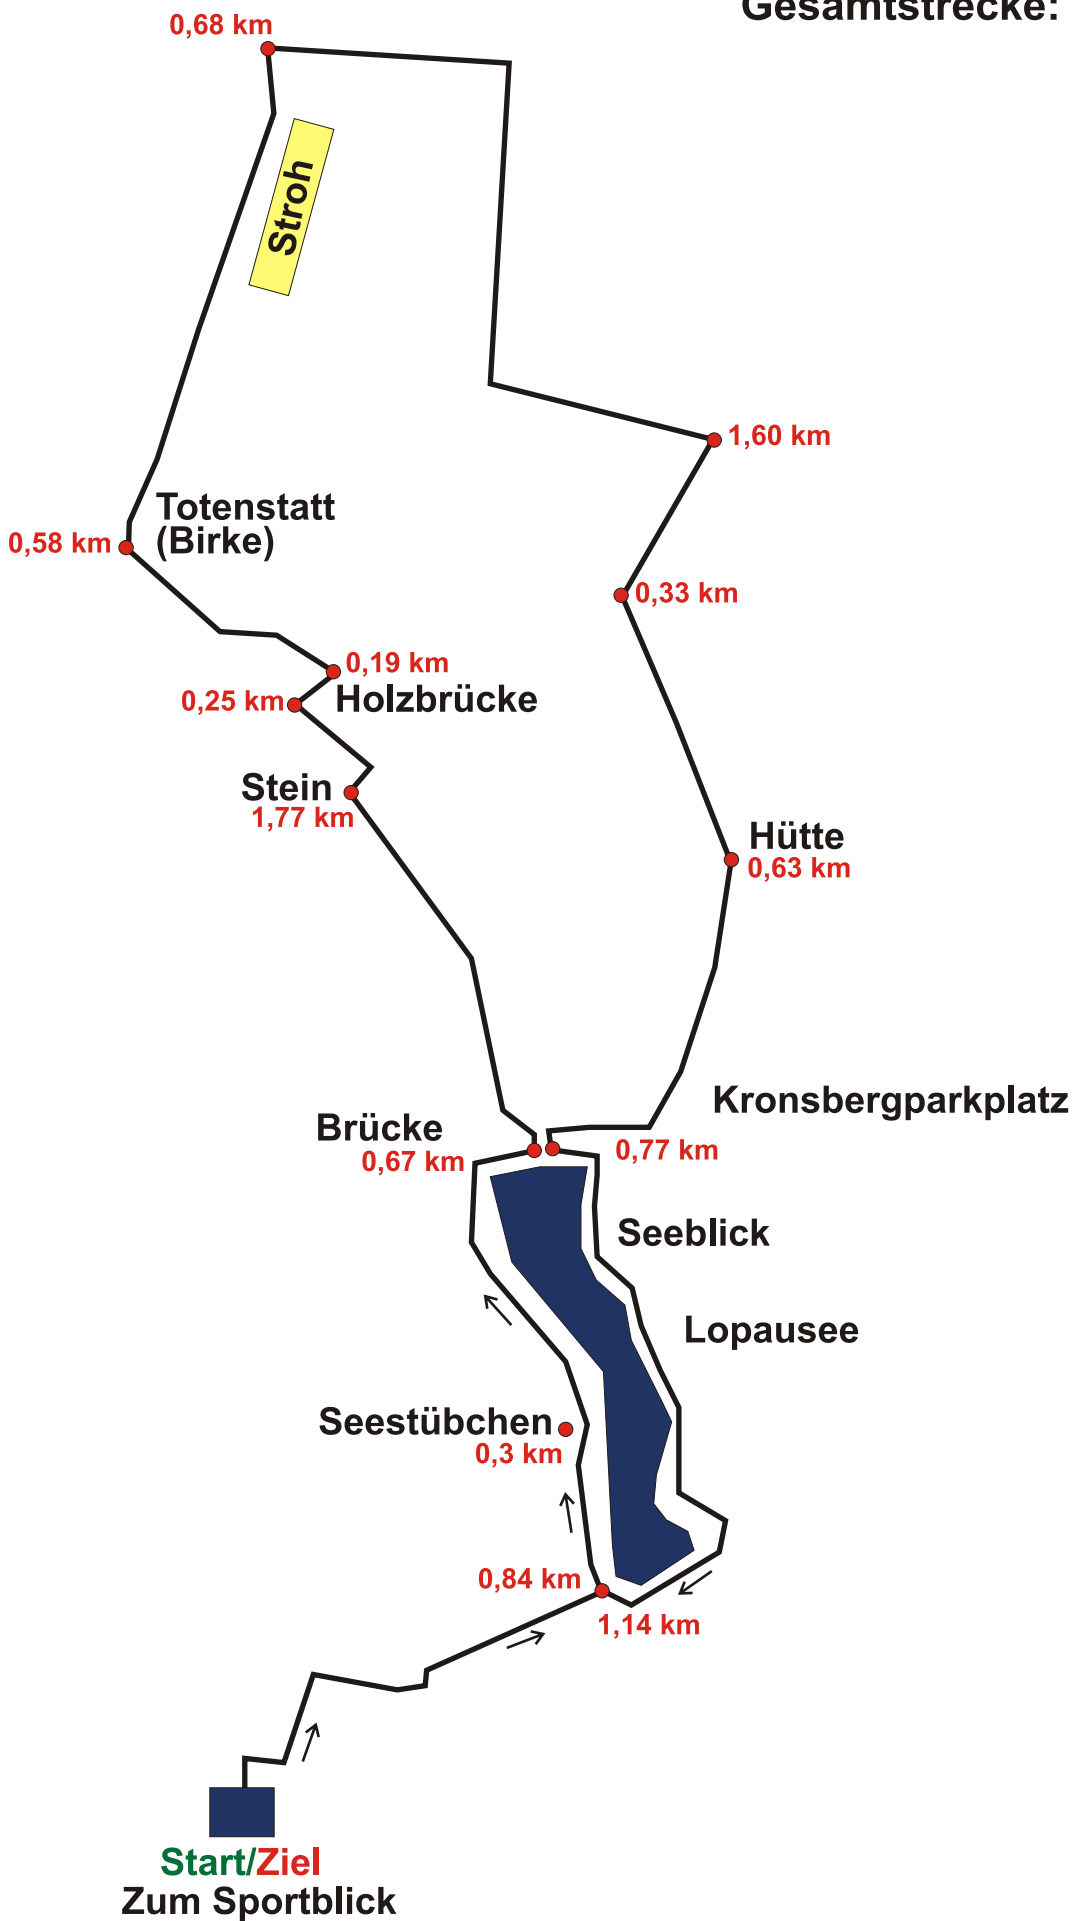 Gesamtstrecke:
0,68 km
Stroh
1,60 km
Totenstatt
(Birke)
0,58 km
0,33 km
0,19 km
Holzbrücke
0,25 km
Stein
1,77 km
Hütte
0,63 km
Kronsbergparkplatz
Brücke
0,67 km
0,77 km
Seeblick
Lopausee
Seestübchen
0,3 km
0,84 km
1,14 km
Start/Ziel
Zum Sportblick